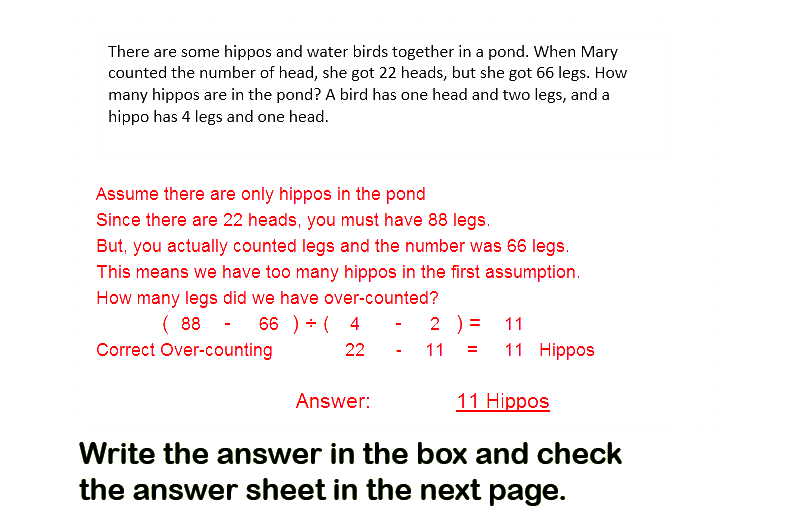 There are some hippos and water birds together in a pond. When Mary
counted the number of head, she got 22 heads, but she got 66 legs. How
many hippos are in the pond? A bird has one head and two legs, and a
hippo has 4 legs and one head.
Assume there are only hippos in the pond
Since there are 22 heads, you must have 88 legs.
But, you actually counted legs and the number was 66 legs.
This means we have too many hippos in the first assumption.
How many legs did we have over-counted?
( 88 - 66 ) ÷ ( 4 - 2 ) = 11
Correct Over-counting 22 - 11 = 11 Hippos
Answer: 11 Hippos
Write the answer in the box and check
the answer sheet in the next page.